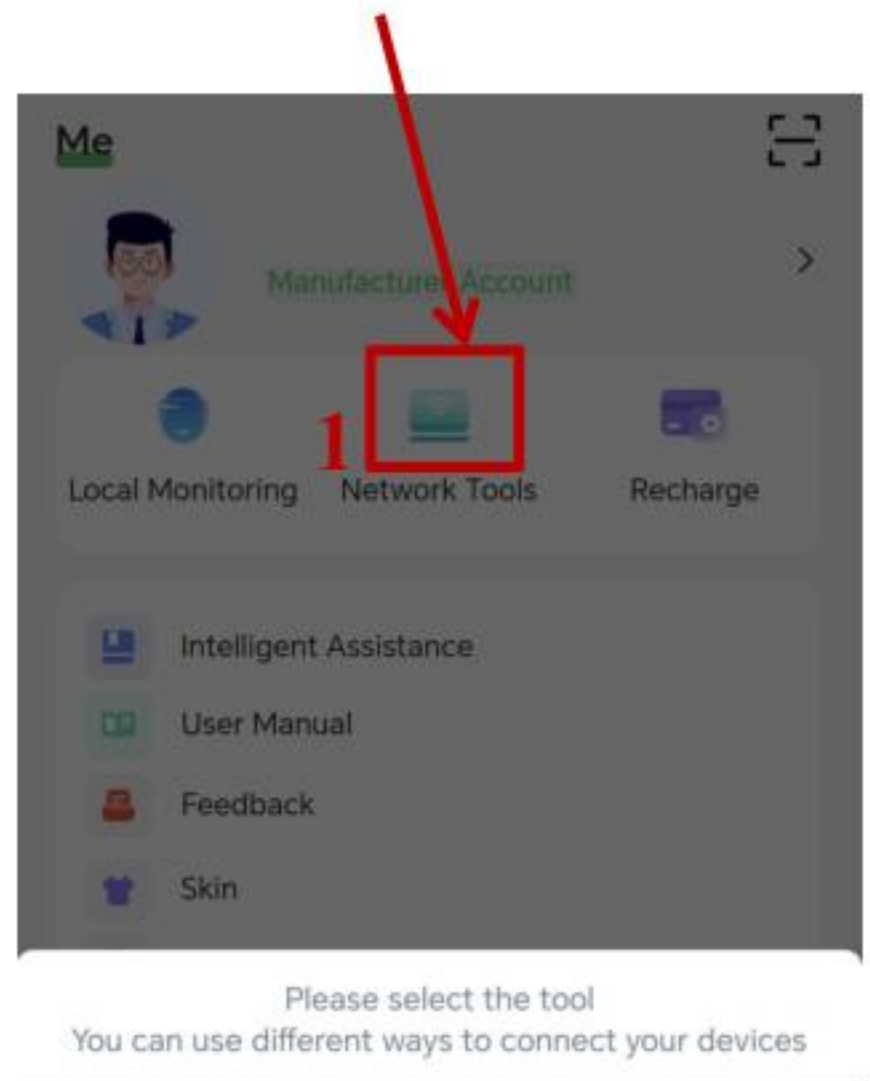 Me
Manufacturer Account
1
Local Monitoring Network Tools Recharge
Intelligent Assistance
User Manual
Feedback
Skin
Please select the tool
You can use different ways to connect your devices